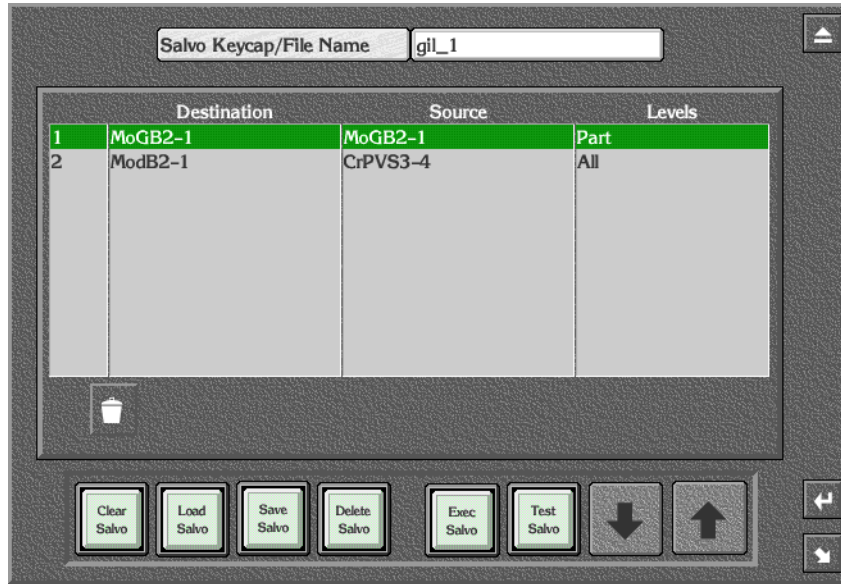 Salvo Keycap/File Name gil_1
Destination Source Levels
1 MoGB2-1 MoGB2-1 Part
2 ModB2-1 CrPVS3-4 All
Clear Salvo
Load Salvo
Save Salvo
Delete Salvo
Exec Salvo
Test Salvo